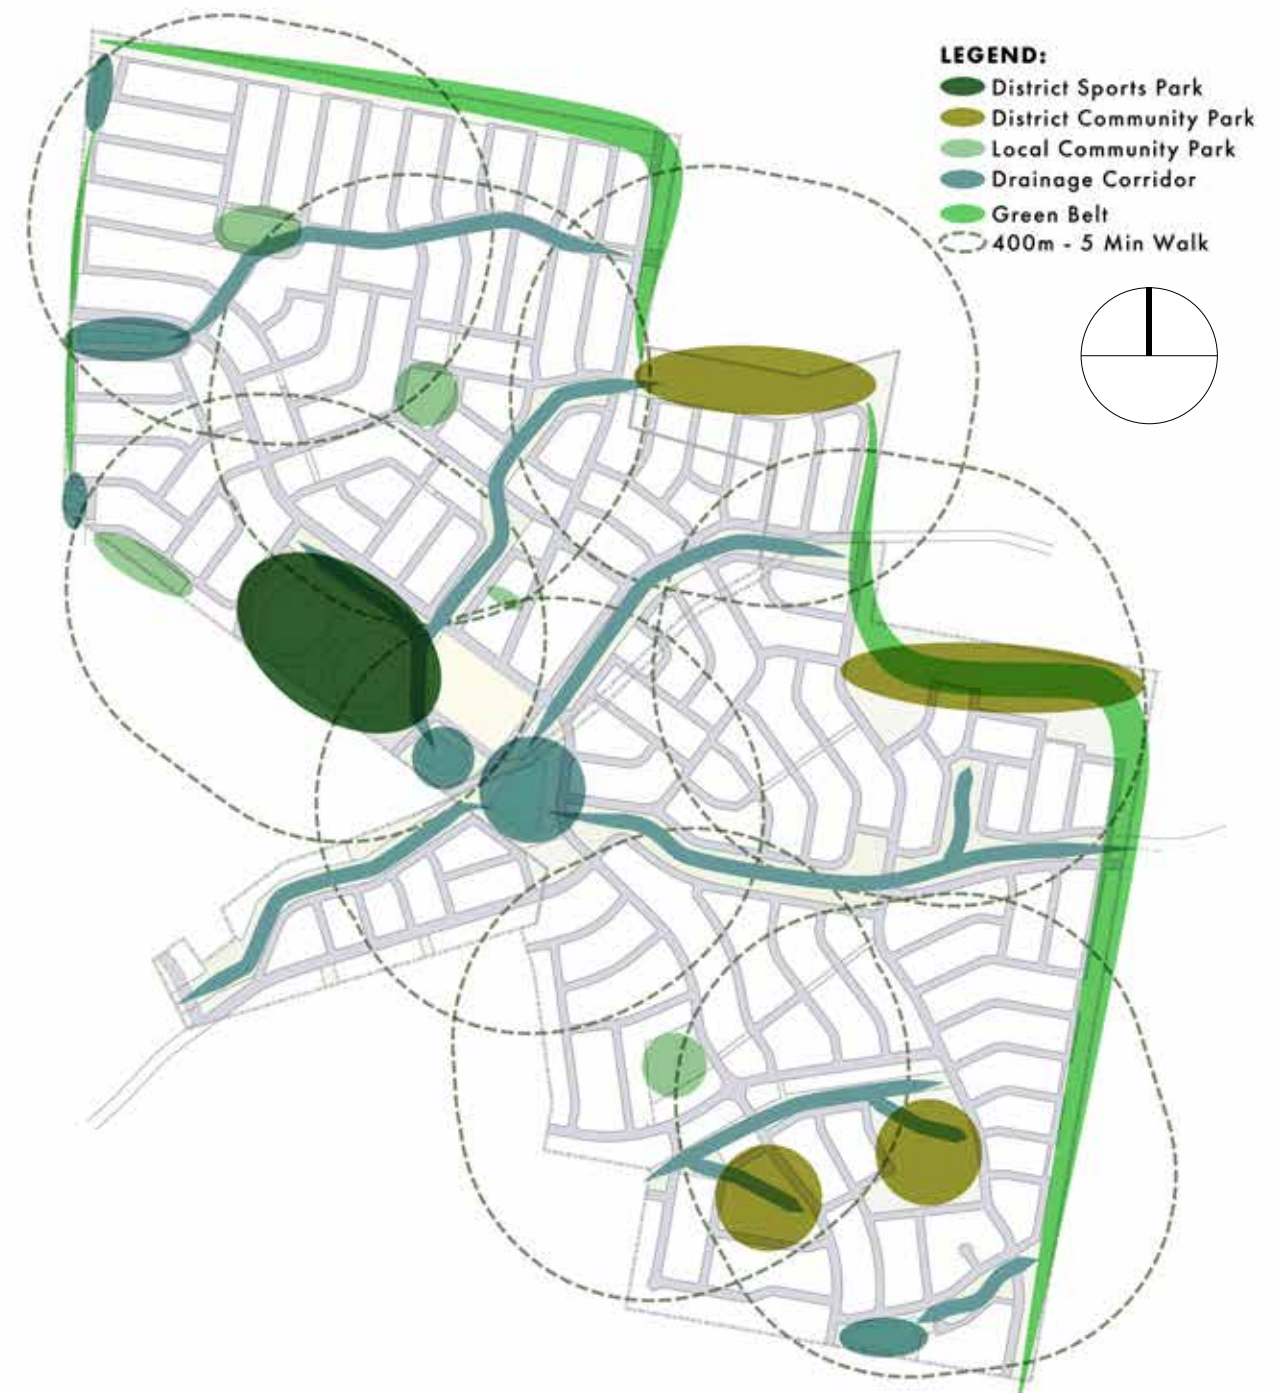 LEGEND:
District Sports Park
District Community Park
Local Community Park
Drainage Corridor
Green Belt
400m - 5 Min Walk